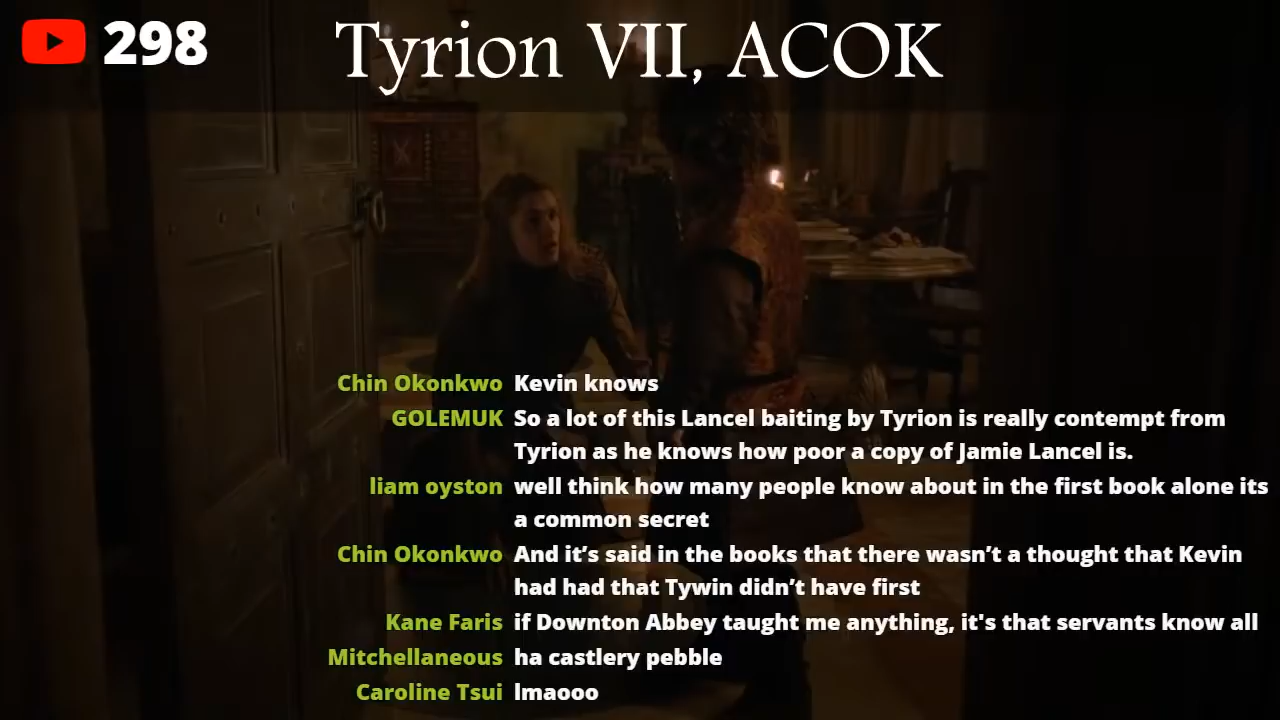 298
Tyrion VII, ACOK
Chin Okonkwo Kevin knows
GOLEMUK So a lot of this Lancel baiting by Tyrion is really contempt from
Tyrion as he knows how poor a copy of Jamie Lancel is.
liam oyston well think how many people know about in the first book alone its
a common secret
Chin Okonkwo And it’s said in the books that there wasn’t a thought that Kevin
had had that Tywin didn’t have first
Kane Faris if Downton Abbey taught me anything, it's that servants know all
Mitchellaneous ha castlery pebble
Caroline Tsui lmaooo